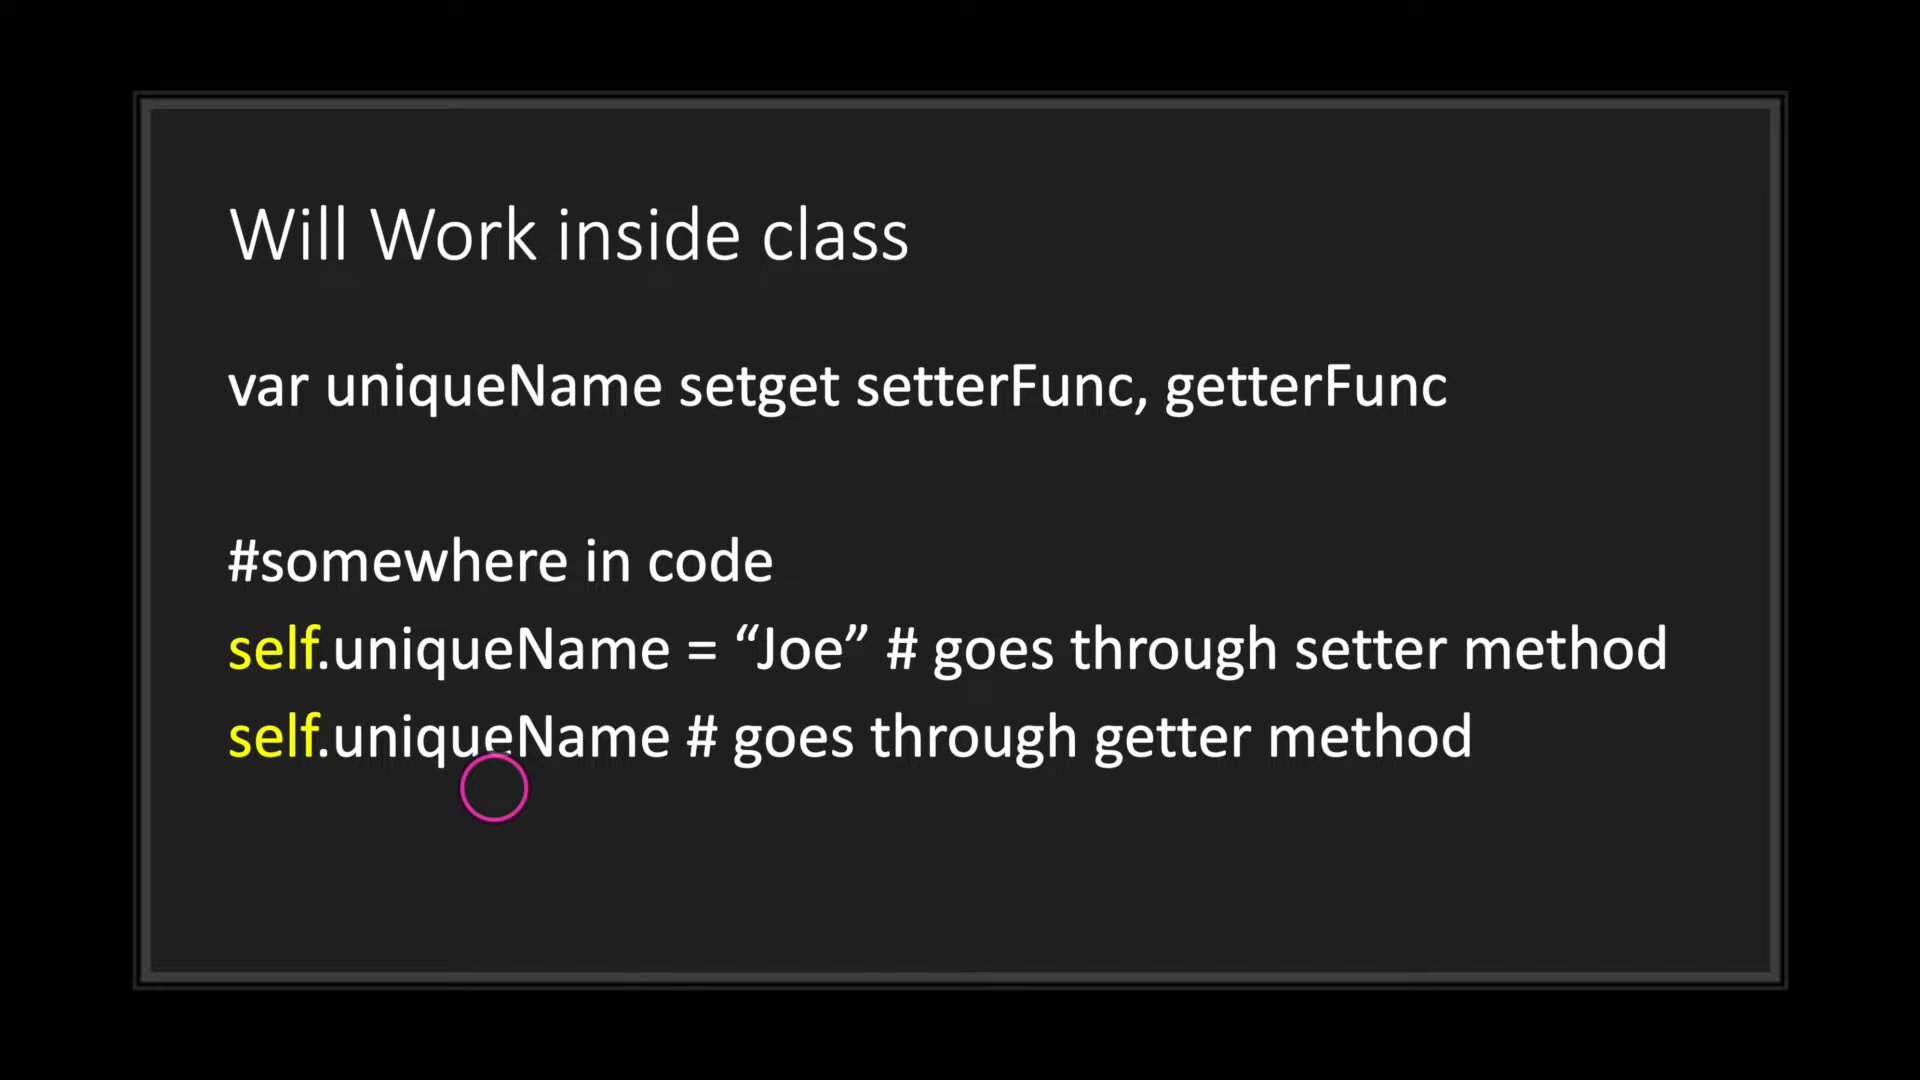 Will Work inside class
var uniqueName setget setterFunc, getterFunc
#somewhere in code
self.uniqueName = “Joe” # goes through setter method
self.uniqueName # goes through getter method